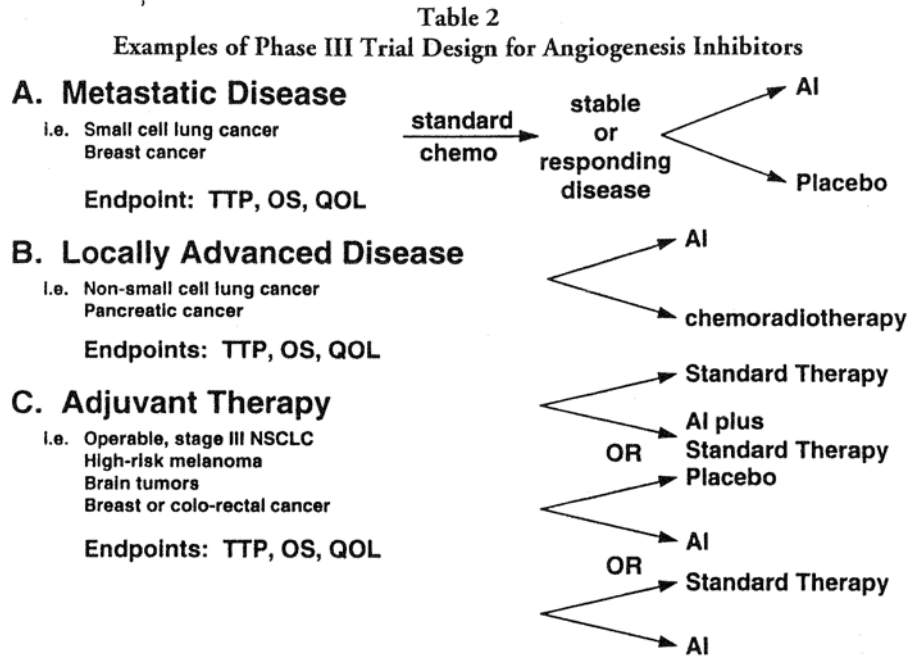 Table 2
Examples of Phase III Trial Design for Angiogenesis Inhibitors
A. Metastatic Disease
i.e. Small cell lung cancer
Breast cancer
Endpoint: TTP, OS, QOL
standard
chemo
stable
or
responding
disease
AI
Placebo
B. Locally Advanced Disease
i.e. Non-small cell lung cancer
Pancreatic cancer
Endpoints: TTP, OS, QOL
AI
chemoradiotherapy
C. Adjuvant Therapy
i.e. Operable, stage III NSCLC
High-risk melanoma
Brain tumors
Breast or colo-rectal cancer
Endpoints: TTP, OS, QOL
Standard Therapy
AI plus
Standard Therapy
OR
Placebo
AI
OR
Standard Therapy
AI